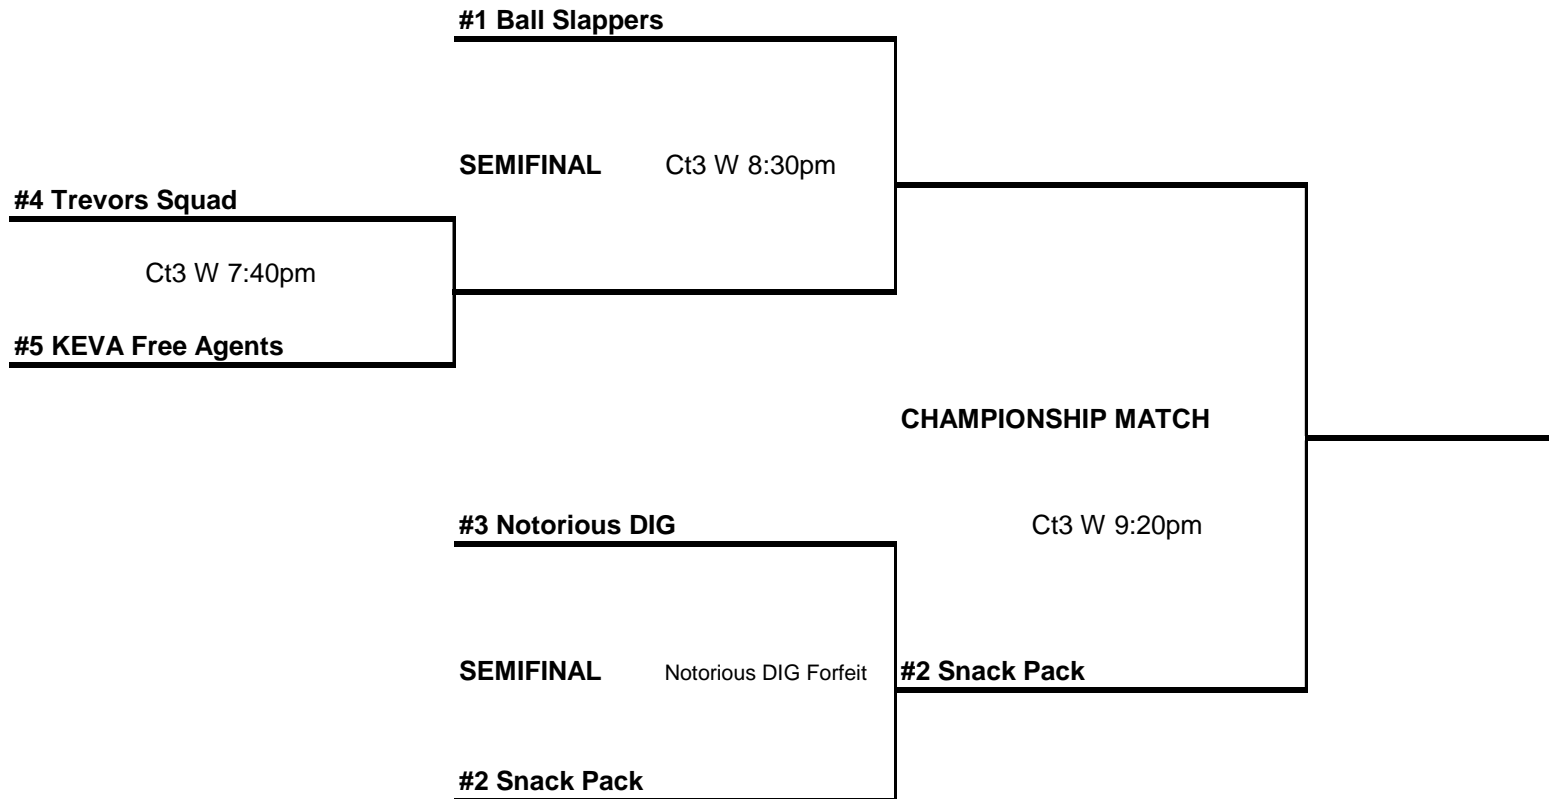 #1 Ball Slappers
SEMIFINAL Ct3 W 8:30pm
#4 Trevors Squad
Ct3 W 7:40pm
#5 KEVA Free Agents
CHAMPIONSHIP MATCH
#3 Notorious DIG
Ct3 W 9:20pm
SEMIFINAL Notorious DIG Forfeit
#2 Snack Pack
#2 Snack Pack